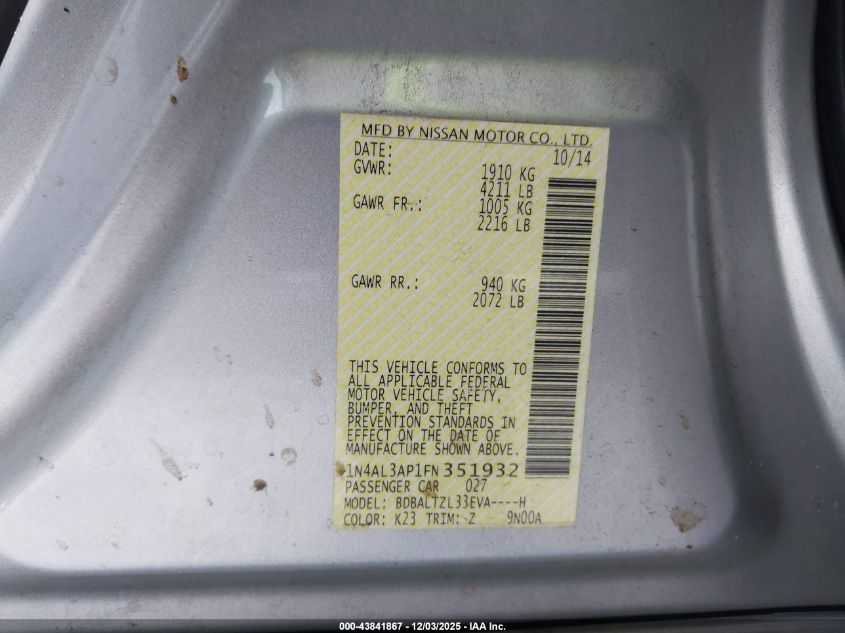 MFD BY NISSAN MOTOR CO., LTD.
DATE: 10/14
GVWR: 1910 KG
4211 LB
GAWR FR.: 1005 KG
2216 LB
GAWR RR.: 940 KG
2072 LB
THIS VEHICLE CONFORMS TO
ALL APPLICABLE FEDERAL
MOTOR VEHICLE SAFETY,
BUMPER, AND THEFT
PREVENTION STANDARDS IN
EFFECT ON THE DATE OF
MANUFACTURE SHOWN ABOVE.
1N4AL3AP1FN351932
PASSENGER CAR 027
MODEL: BDBALTZL33EVA----H
COLOR: K23 TRIM: Z 9N00A
000-43841867 - 12/03/2025 - IAA Inc.